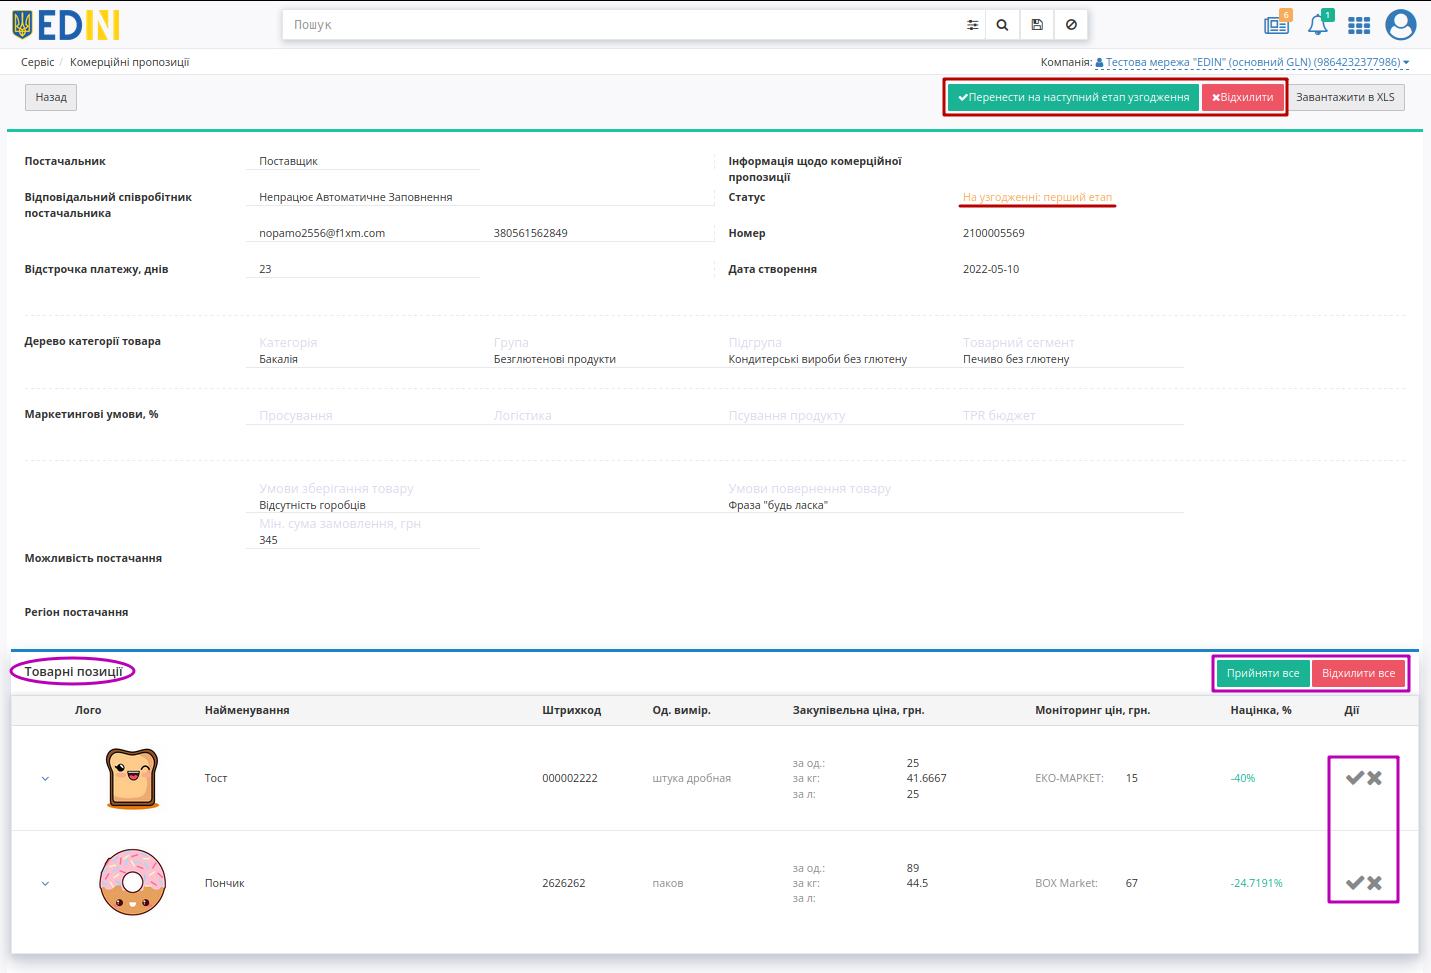 EDIN
Пошук
6
1
Сервіс / Комерційні пропозиції
Компанія: Тестова мережа "EDIN" (основний GLN) (9864232377986)
Назад
Перенести на наступний етап узгодження
Відхилити
Завантажити в XLS
Постачальник
Поставщик
Інформація щодо комерційної
пропозиції
Відповідальний співробітник
постачальника
Непрацює Автоматичне Заповнення
Статус
На узгодженні: перший етап
nopamo2556@f1xm.com
380561562849
Номер
2100005569
Відстрочка платежу, днів
23
Дата створення
2022-05-10
Дерево категорії товара
Категорія
Бакалія
Група
Безглютенові продукти
Підгрупа
Кондитерські вироби без глютену
Товарний сегмент
Печиво без глютену
Маркетингові умови, %
Просування
Логістика
Псування продукту
TPR бюджет
Умови зберігання товару
Відсутність горобців
Умови повернення товару
Фраза "будь ласка"
Мін. сума замовлення, грн
345
Можливість постачання
Регіон постачання
Товарні позиції
Прийняти все
Відхилити все
Лого Найменування Штрихкод Од. вимір. Закупівельна ціна, грн. Моніторинг цін, грн. Націнка, % Дії
Тост 000002222 штука дробная
за од.: 25
за кг: 41.6667
за л: 25
ЕКО-МАРКЕТ: 15
-40%
Пончик 2626262 паков
за од.: 89
за кг: 44.5
за л:
BOX Market: 67
-24.7191%